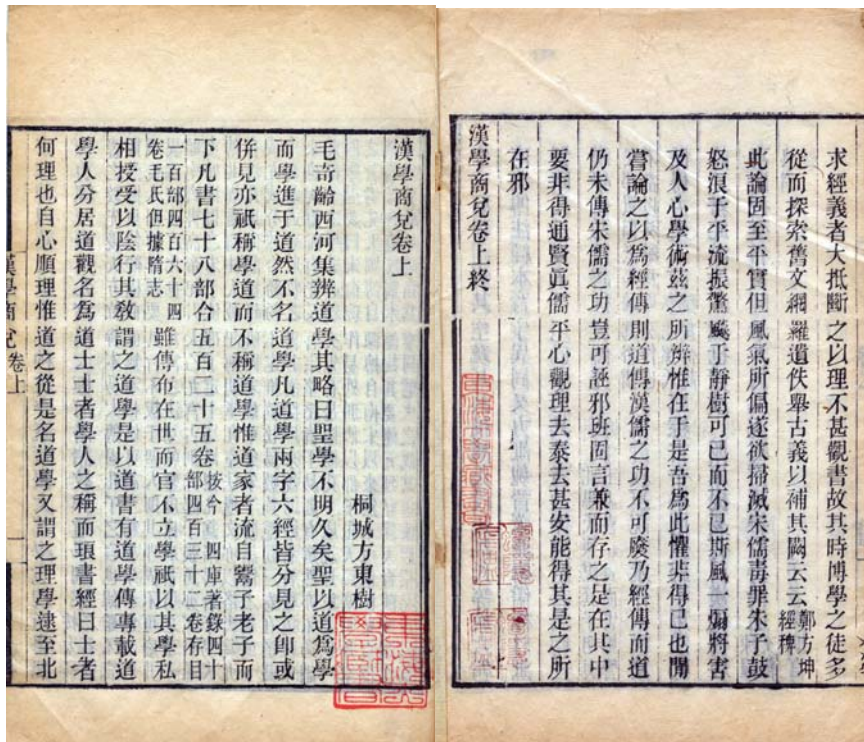 求經義者大抵斷之以理不甚觀書故其時博學之徒多
從而探索舊文網羅遺佚舉古義以補其闕云云鄭方坤
經稗
此論固至平實但風氣所偏遂欲掃滅宋儒毒罪朱子鼓
怒浪于平流振驚飈于靜樹可已而不已斯風一煽將害
及人心學術茲之所辨惟在于是吾爲此懼非得已也閒
嘗論之以爲經傳則道傳漢儒之功不可廢乃經傳而道
仍未傳宋儒之功豈可誣邪班固言兼而存之是在其中
要非得通賢眞儒平心觀理去泰去甚安能得其是之所
在邪
漢學商兌卷上終
漢學商兌卷上
桐城方東樹
毛奇齡西河集辨道學其略曰聖學不明久矣聖以道爲學
而學進于道然不名道學凡道學兩字六經皆分見之卽或
併見亦祇稱學道而不稱道學惟道家者流自鬻子老子而
下凡書七十八部合五百二十五卷按今四庫著錄四十
部四百三十二卷存目
一百部四百六十四
卷毛氏但據隋志
雖傳布在世而官不立學祇以其學私
相授受以陰行其敎謂之道學是以道書有道學傳專載道
學人分居道觀名爲道士士者學人之稱而琅書經曰士者
何理也自心順理惟道之從是名道學又謂之理學逮至北
漢學商兌卷上